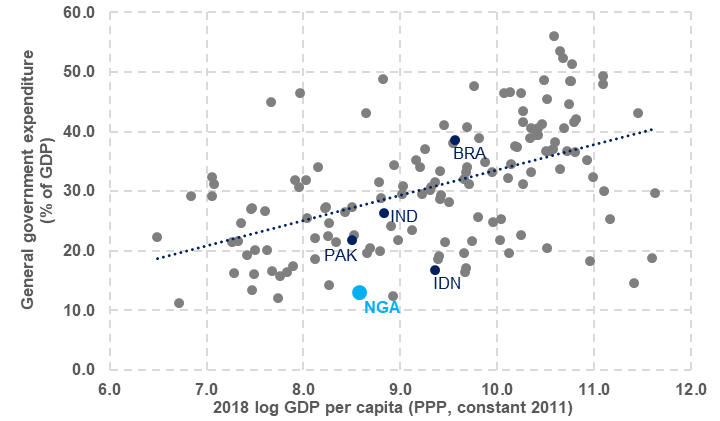 General government expenditure
(% of GDP)
60.0
50.0
40.0
30.0
20.0
10.0
0.0
BRA
IND
PAK
IDN
NGA
6.0 7.0 8.0 9.0 10.0 11.0 12.0
2018 log GDP per capita (PPP, constant 2011)